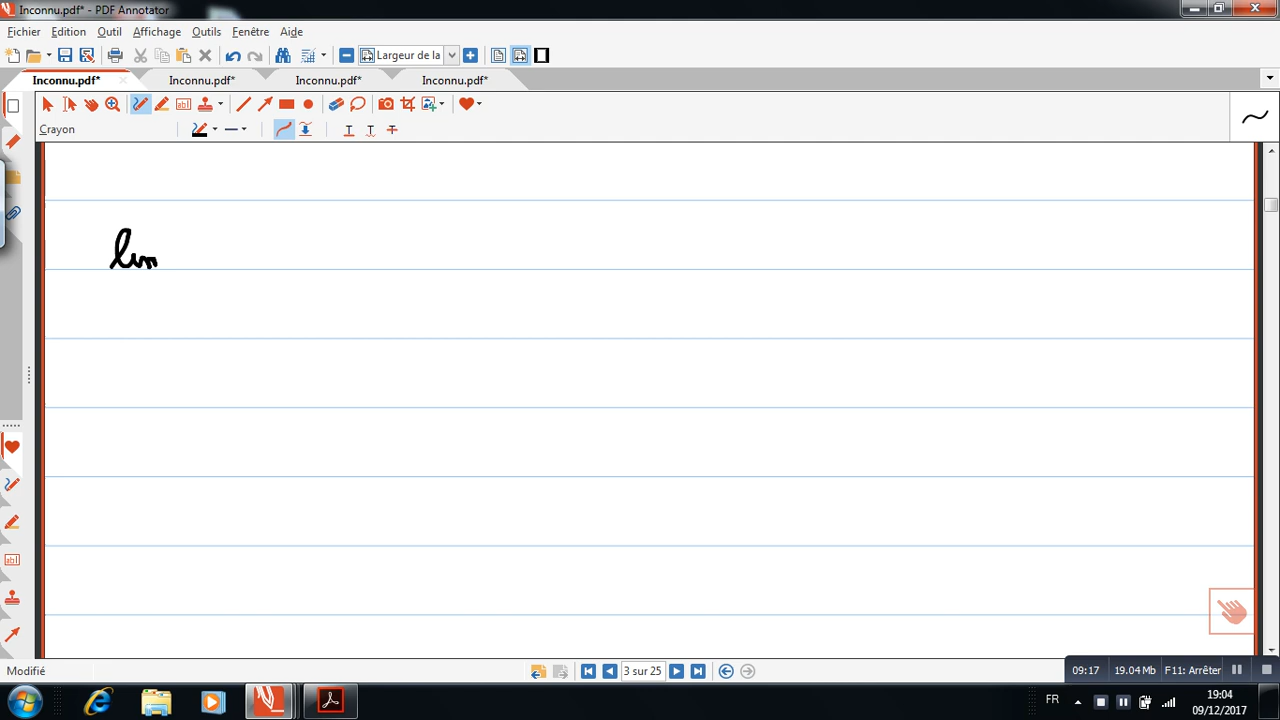 Inconnu.pdf* - PDF Annotator
Fichier Edition Outil Affichage Outils Fenêtre Aide
Largeur de la
Inconnu.pdf* Inconnu.pdf* Inconnu.pdf* Inconnu.pdf*
Crayon
lim
Modifié
3 sur 25
09:17 19.04 Mb F11: Arrêter
FR
19:04
09/12/2017